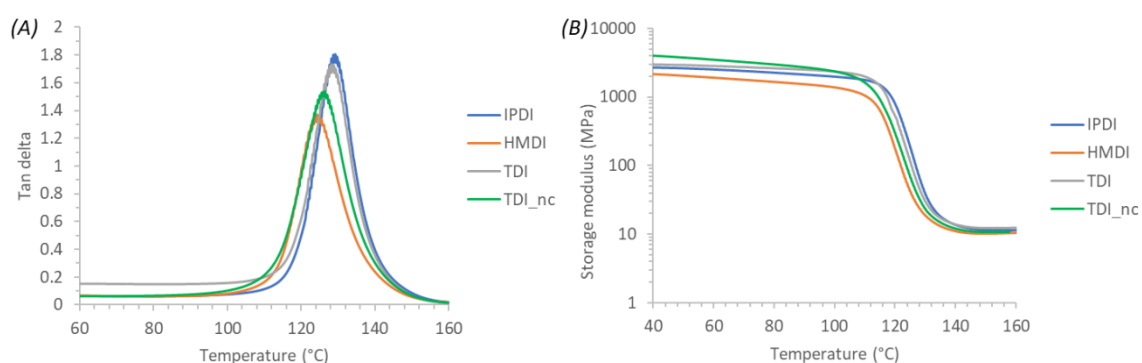 (A)
Tan delta
2
1.8
1.6
1.4
1.2
1
0.8
0.6
0.4
0.2
0
60 80 100 120 140 160
Temperature (°C)
IPDI
HMDI
TDI
TDI_nc
(B)
Storage modulus (MPa)
10000
1000
100
10
1
40 60 80 100 120 140 160
Temperature (°C)
IPDI
HMDI
TDI
TDI_nc